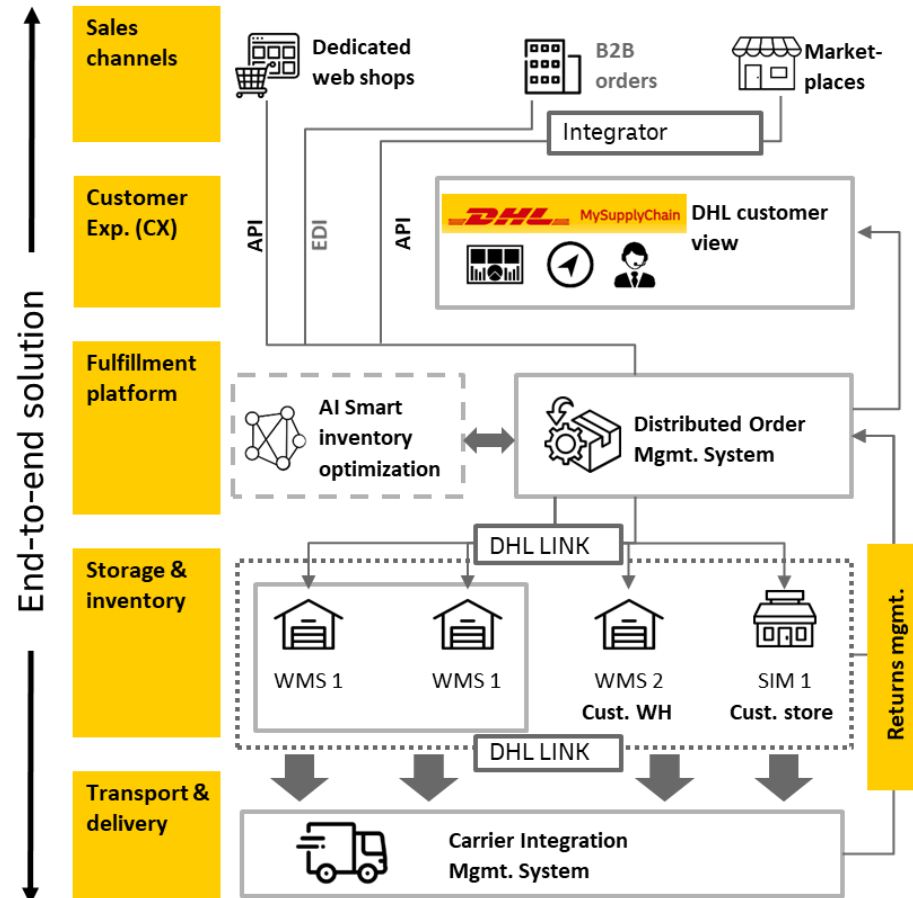 End-to-end solution
Sales
channels
Dedicated
web shops
B2B
orders
Market-
places
Integrator
Customer
Exp. (CX)
API
EDI
API
DHL MySupplyChain
DHL customer
view
Fulfillment
platform
AI Smart
inventory
optimization
Distributed Order
Mgmt. System
DHL LINK
Storage &
inventory
WMS 1
WMS 1
WMS 2
Cust. WH
SIM 1
Cust. store
Returns mgmt.
DHL LINK
Transport &
delivery
Carrier Integration
Mgmt. System